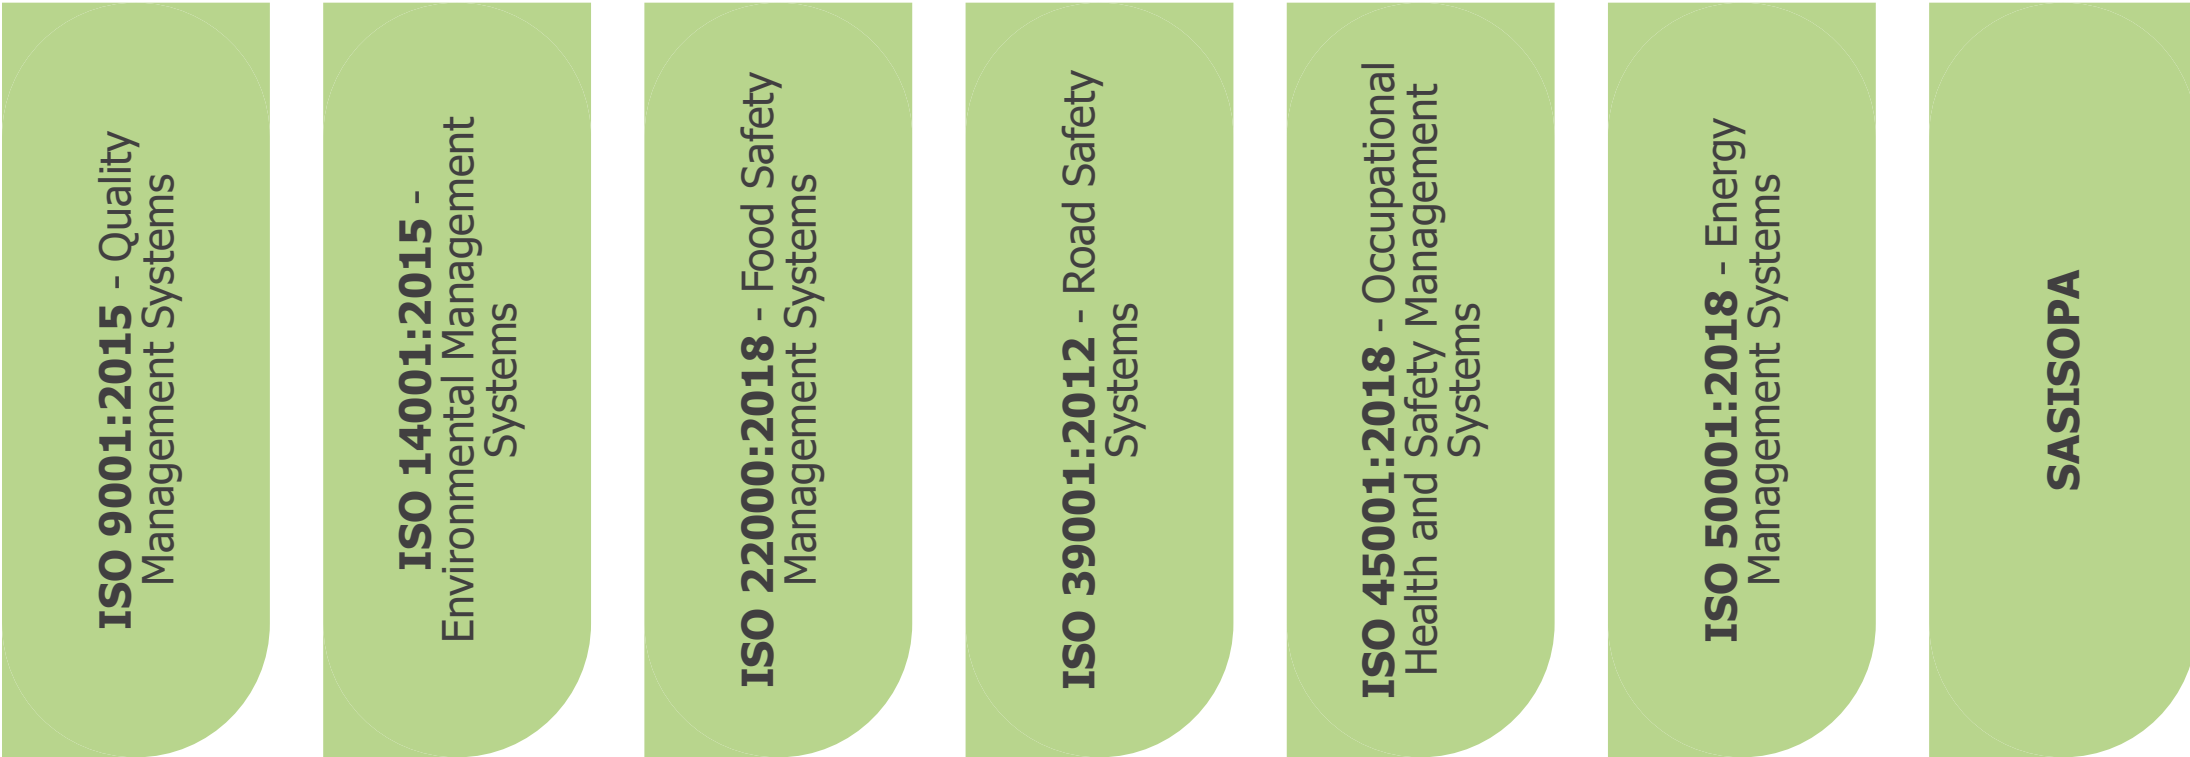 ISO 9001:2015 - Quality
Management Systems
ISO 14001:2015 -
Environmental Management
Systems
ISO 22000:2018 - Food Safety
Management Systems
ISO 39001:2012 - Road Safety
Systems
ISO 45001:2018 - Occupational
Health and Safety Management
Systems
ISO 50001:2018 - Energy
Management Systems
SASISOPA